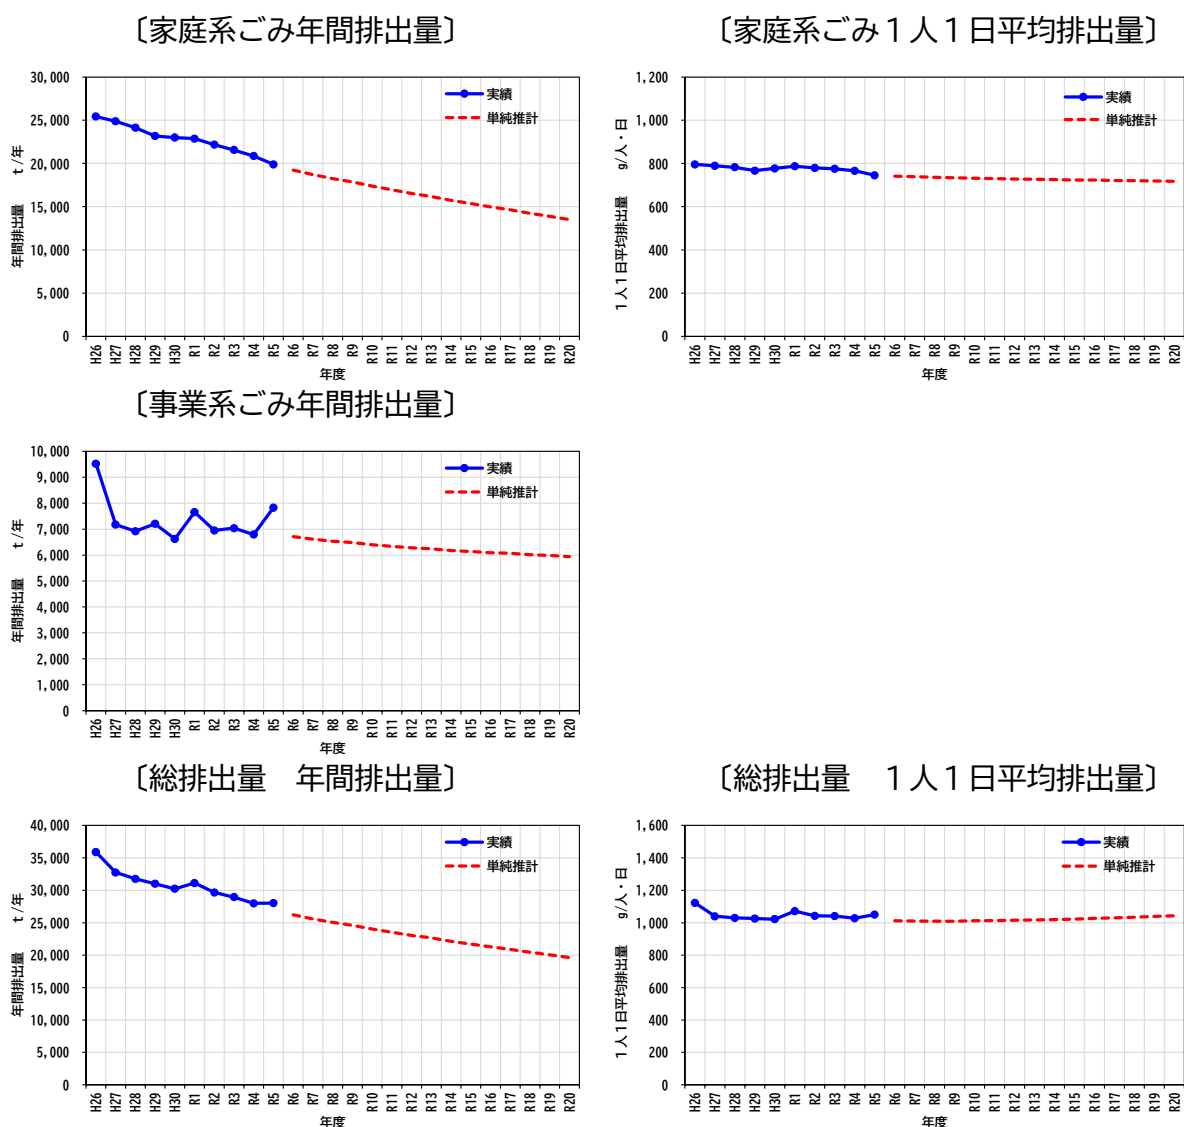 〔家庭系ごみ年間排出量〕
30,000
25,000
20,000
15,000
10,000
5,000
0
年間排出量 t/年
実績
単純推計
H26 H27 H28 H29 H30 R1 R2 R3 R4 R5 R6 R7 R8 R9 R10 R11 R12 R13 R14 R15 R16 R17 R18 R19 R20
年度
〔家庭系ごみ１人１日平均排出量〕
1,200
1,000
800
600
400
200
0
１人１日平均排出量 g/人・日
実績
単純推計
H26 H27 H28 H29 H30 R1 R2 R3 R4 R5 R6 R7 R8 R9 R10 R11 R12 R13 R14 R15 R16 R17 R18 R19 R20
年度
〔事業系ごみ年間排出量〕
10,000
9,000
8,000
7,000
6,000
5,000
4,000
3,000
2,000
1,000
0
年間排出量 t/年
実績
単純推計
H26 H27 H28 H29 H30 R1 R2 R3 R4 R5 R6 R7 R8 R9 R10 R11 R12 R13 R14 R15 R16 R17 R18 R19 R20
年度
〔総排出量　年間排出量〕
40,000
35,000
30,000
25,000
20,000
15,000
10,000
5,000
0
年間排出量 t/年
実績
単純推計
H26 H27 H28 H29 H30 R1 R2 R3 R4 R5 R6 R7 R8 R9 R10 R11 R12 R13 R14 R15 R16 R17 R18 R19 R20
年度
〔総排出量　１人１日平均排出量〕
1,600
1,400
1,200
1,000
800
600
400
200
0
１人１日平均排出量 g/人・日
実績
単純推計
H26 H27 H28 H29 H30 R1 R2 R3 R4 R5 R6 R7 R8 R9 R10 R11 R12 R13 R14 R15 R16 R17 R18 R19 R20
年度